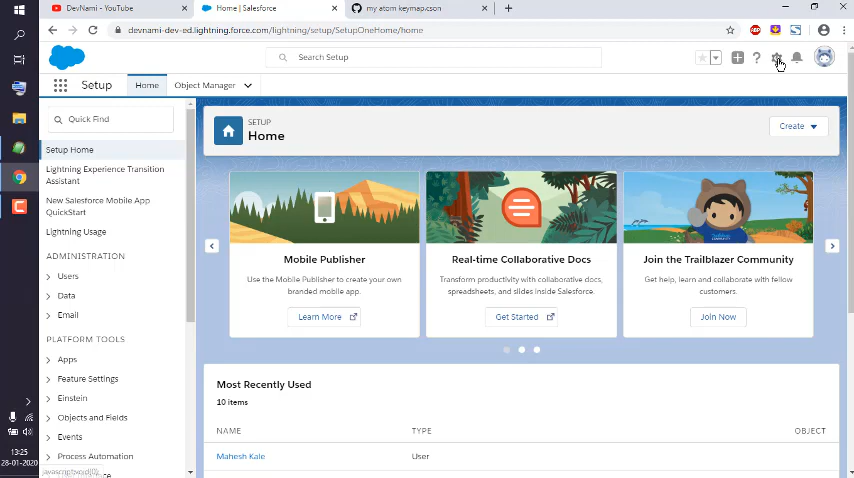 DevNami - YouTube
Home | Salesforce
my atom keymap.cson
devnami-dev-ed.lightning.force.com/lightning/setup/SetupOneHome/home
ABP
Search Setup
Setup
Home
Object Manager
Quick Find
Setup Home
Lightning Experience Transition
Assistant
New Salesforce Mobile App
QuickStart
Lightning Usage
ADMINISTRATION
Users
Data
Email
PLATFORM TOOLS
Apps
Feature Settings
Einstein
Objects and Fields
Events
Process Automation
javascript:void(0);
SETUP
Home
Create
Mobile Publisher
Use the Mobile Publisher to create your own
branded mobile app.
Learn More
Real-time Collaborative Docs
Transform productivity with collaborative docs,
spreadsheets, and slides inside Salesforce.
Get Started
Join the Trailblazer Community
Get help, learn and collaborate with fellow
customers.
Join Now
Most Recently Used
10 items
NAME
TYPE
OBJECT
Mahesh Kale
User
13:25
28-01-2020